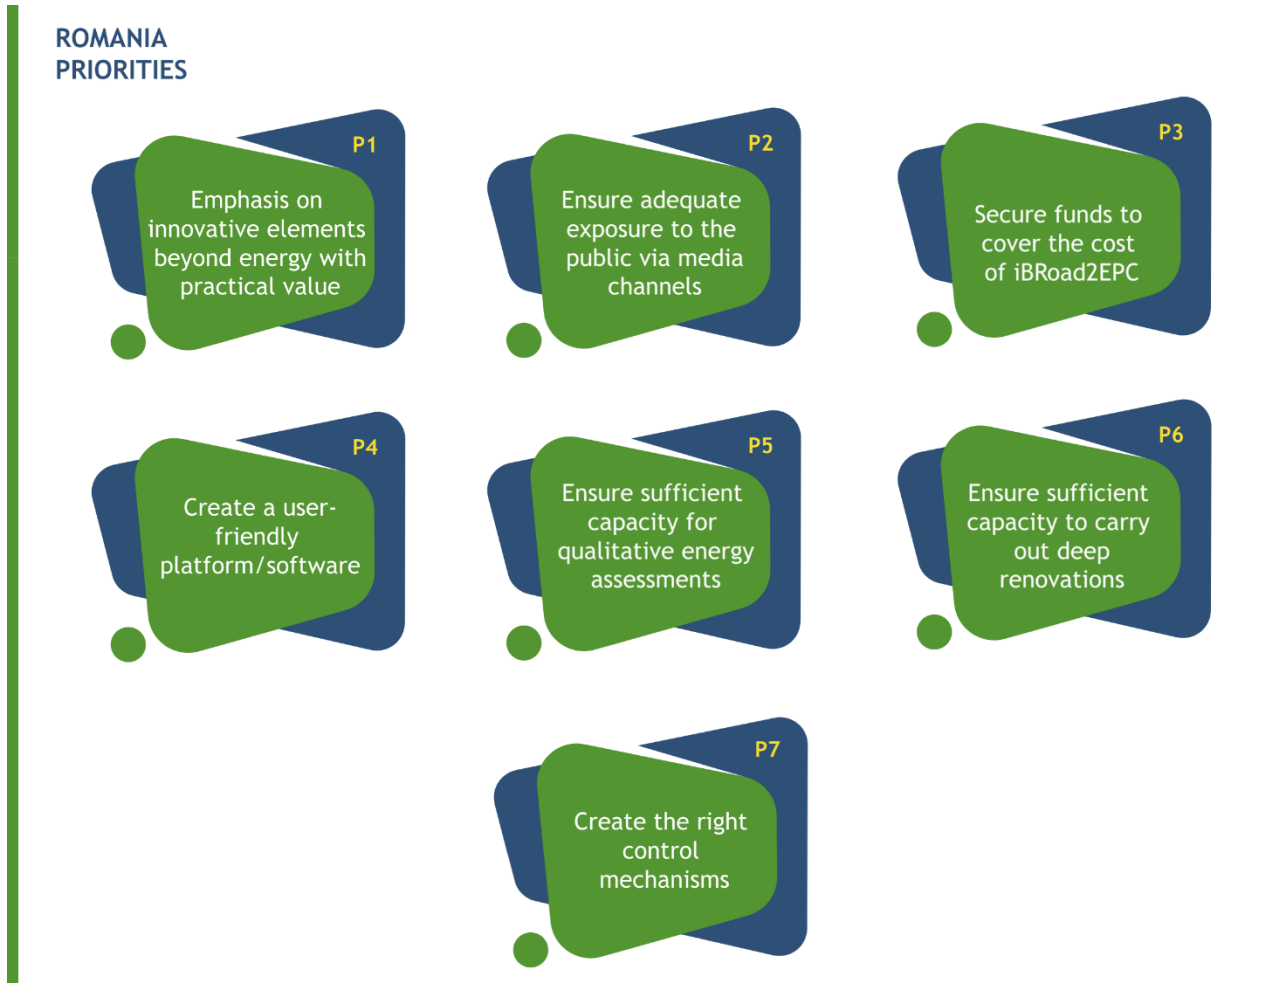 ROMANIA
PRIORITIES
P1
Emphasis on
innovative elements
beyond energy with
practical value
P2
Ensure adequate
exposure to the
public via media
channels
P3
Secure funds to
cover the cost
of iBRoad2EPC
P4
Create a user-
friendly
platform/software
P5
Ensure sufficient
capacity for
qualitative energy
assessments
P6
Ensure sufficient
capacity to carry
out deep
renovations
P7
Create the right
control
mechanisms